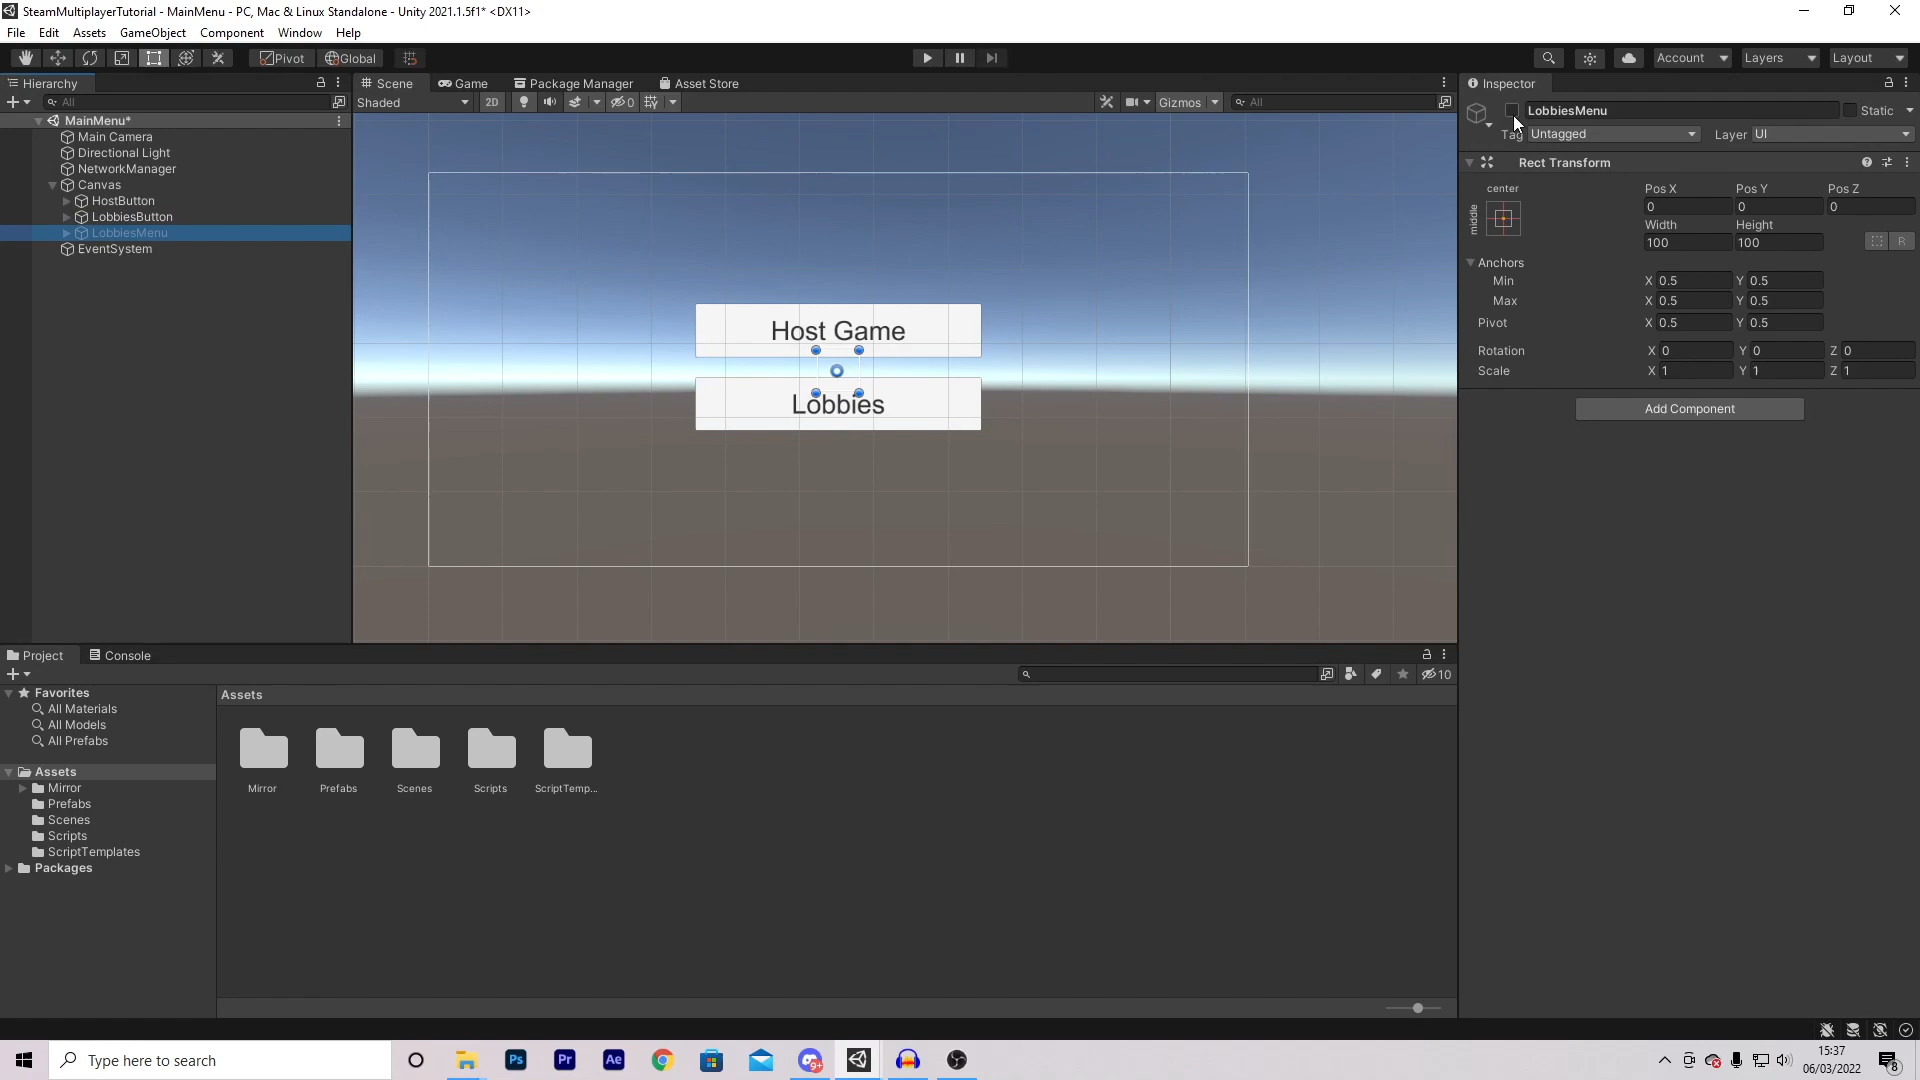 SteamMultiplayerTutorial - MainMenu - PC, Mac & Linux Standalone - Unity 2021.1.5f1* <DX11>
File Edit Assets GameObject Component Window Help
Pivot Global Account Layers Layout
Hierarchy Scene Game Package Manager Asset Store Inspector
All Shaded 2D 0 Gizmos All
LobbiesMenu Static
Tag Untagged Layer UI
MainMenu*
Main Camera
Directional Light
NetworkManager
Canvas
HostButton
LobbiesButton
LobbiesMenu
EventSystem
Host Game
Lobbies
Rect Transform
center
middle
Pos X Pos Y Pos Z
0 0 0
Width Height
100 100 R
Anchors
Min X 0.5 Y 0.5
Max X 0.5 Y 0.5
Pivot X 0.5 Y 0.5
Rotation X 0 Y 0 Z 0
Scale X 1 Y 1 Z 1
Add Component
Project Console
10
Favorites
All Materials
All Models
All Prefabs
Assets
Mirror
Prefabs
Scenes
Scripts
ScriptTemplates
Packages
Assets
Mirror Prefabs Scenes Scripts ScriptTemp...
Type here to search
Ps Pr Ae 9+
15:37
06/03/2022
8